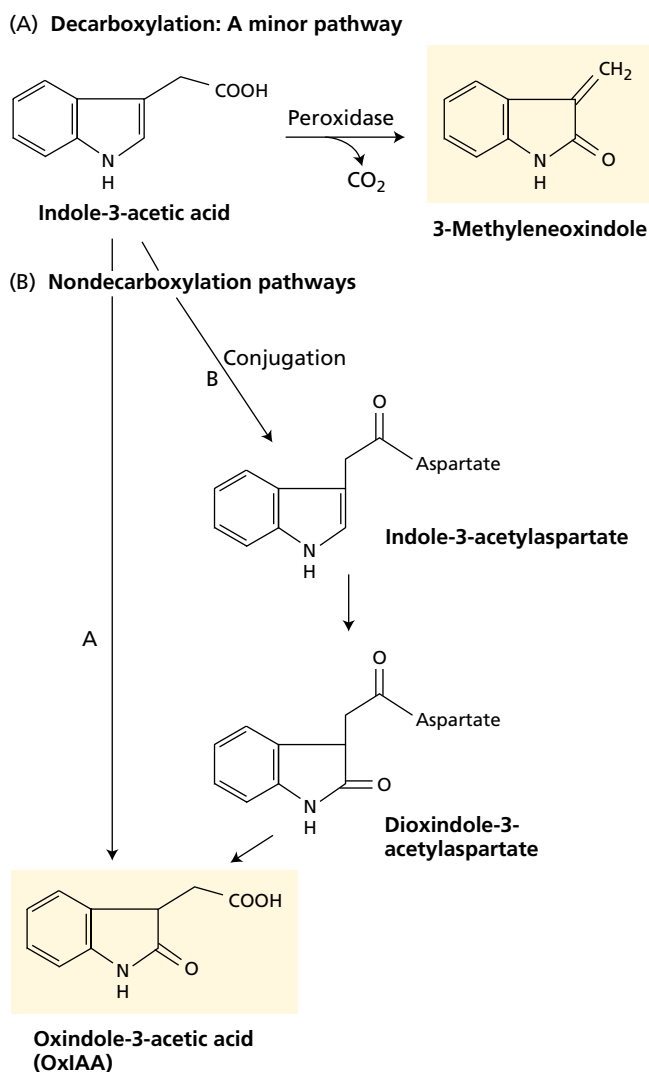 (A) Decarboxylation: A minor pathway
COOH
N
H
Indole-3-acetic acid
Peroxidase
CO2
CH2
O
N
H
3-Methyleneoxindole
(B) Nondecarboxylation pathways
Conjugation
B
O
Aspartate
N
H
Indole-3-acetylaspartate
A
O
Aspartate
O
N
H
Dioxindole-3-
acetylaspartate
COOH
O
N
H
Oxindole-3-acetic acid
(OxIAA)